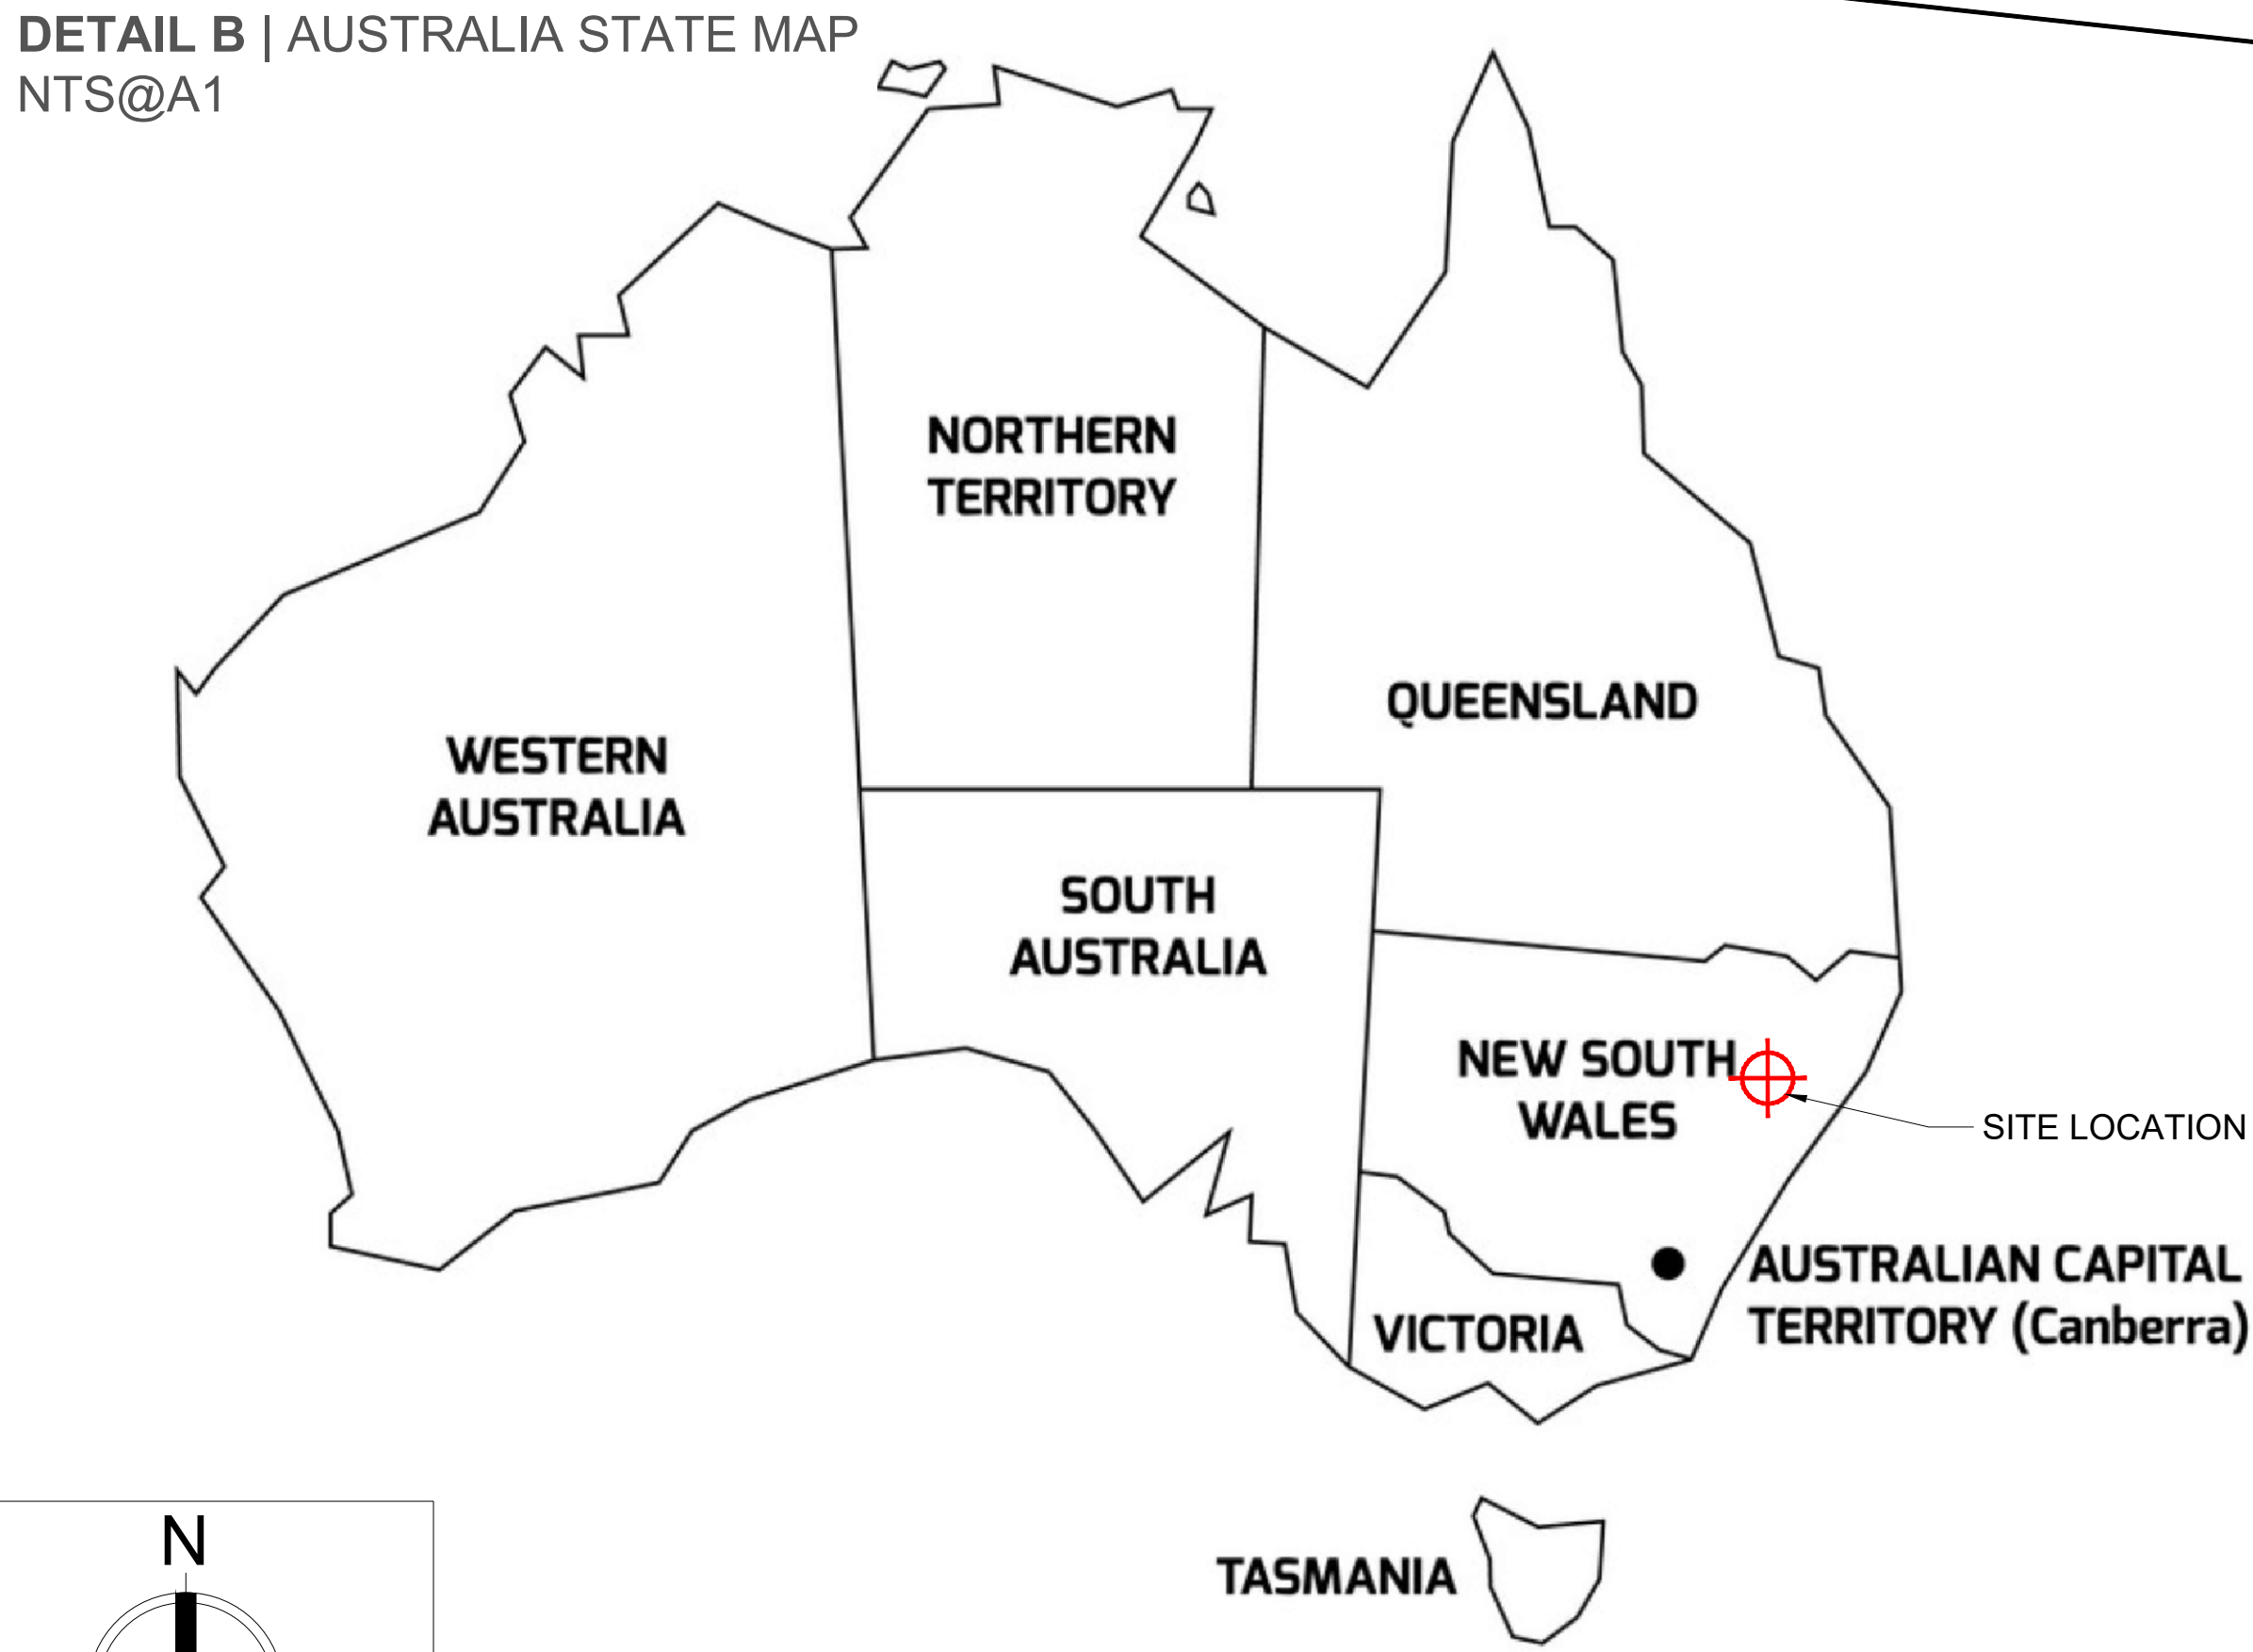 DETAIL B | AUSTRALIA STATE MAP
NTS@A1
NORTHERN
TERRITORY
QUEENSLAND
WESTERN
AUSTRALIA
SOUTH
AUSTRALIA
NEW SOUTH
WALES
SITE LOCATION
AUSTRALIAN CAPITAL
TERRITORY (Canberra)
VICTORIA
TASMANIA
N